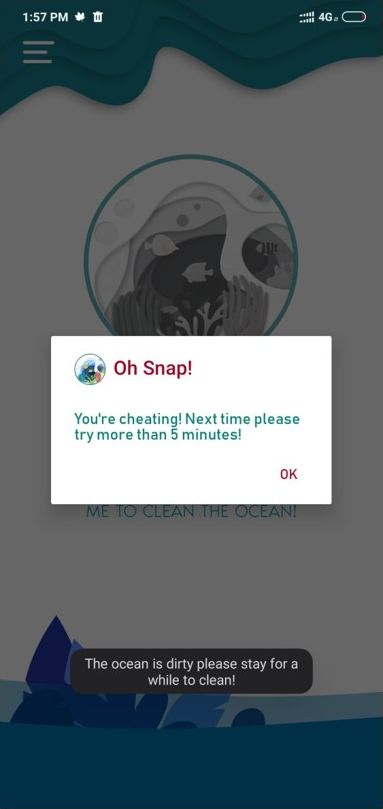 1:57 PM
4G
Oh Snap!
You're cheating! Next time please
try more than 5 minutes!
OK
ME TO CLEAN THE OCEAN!
The ocean is dirty please stay for a
while to clean!